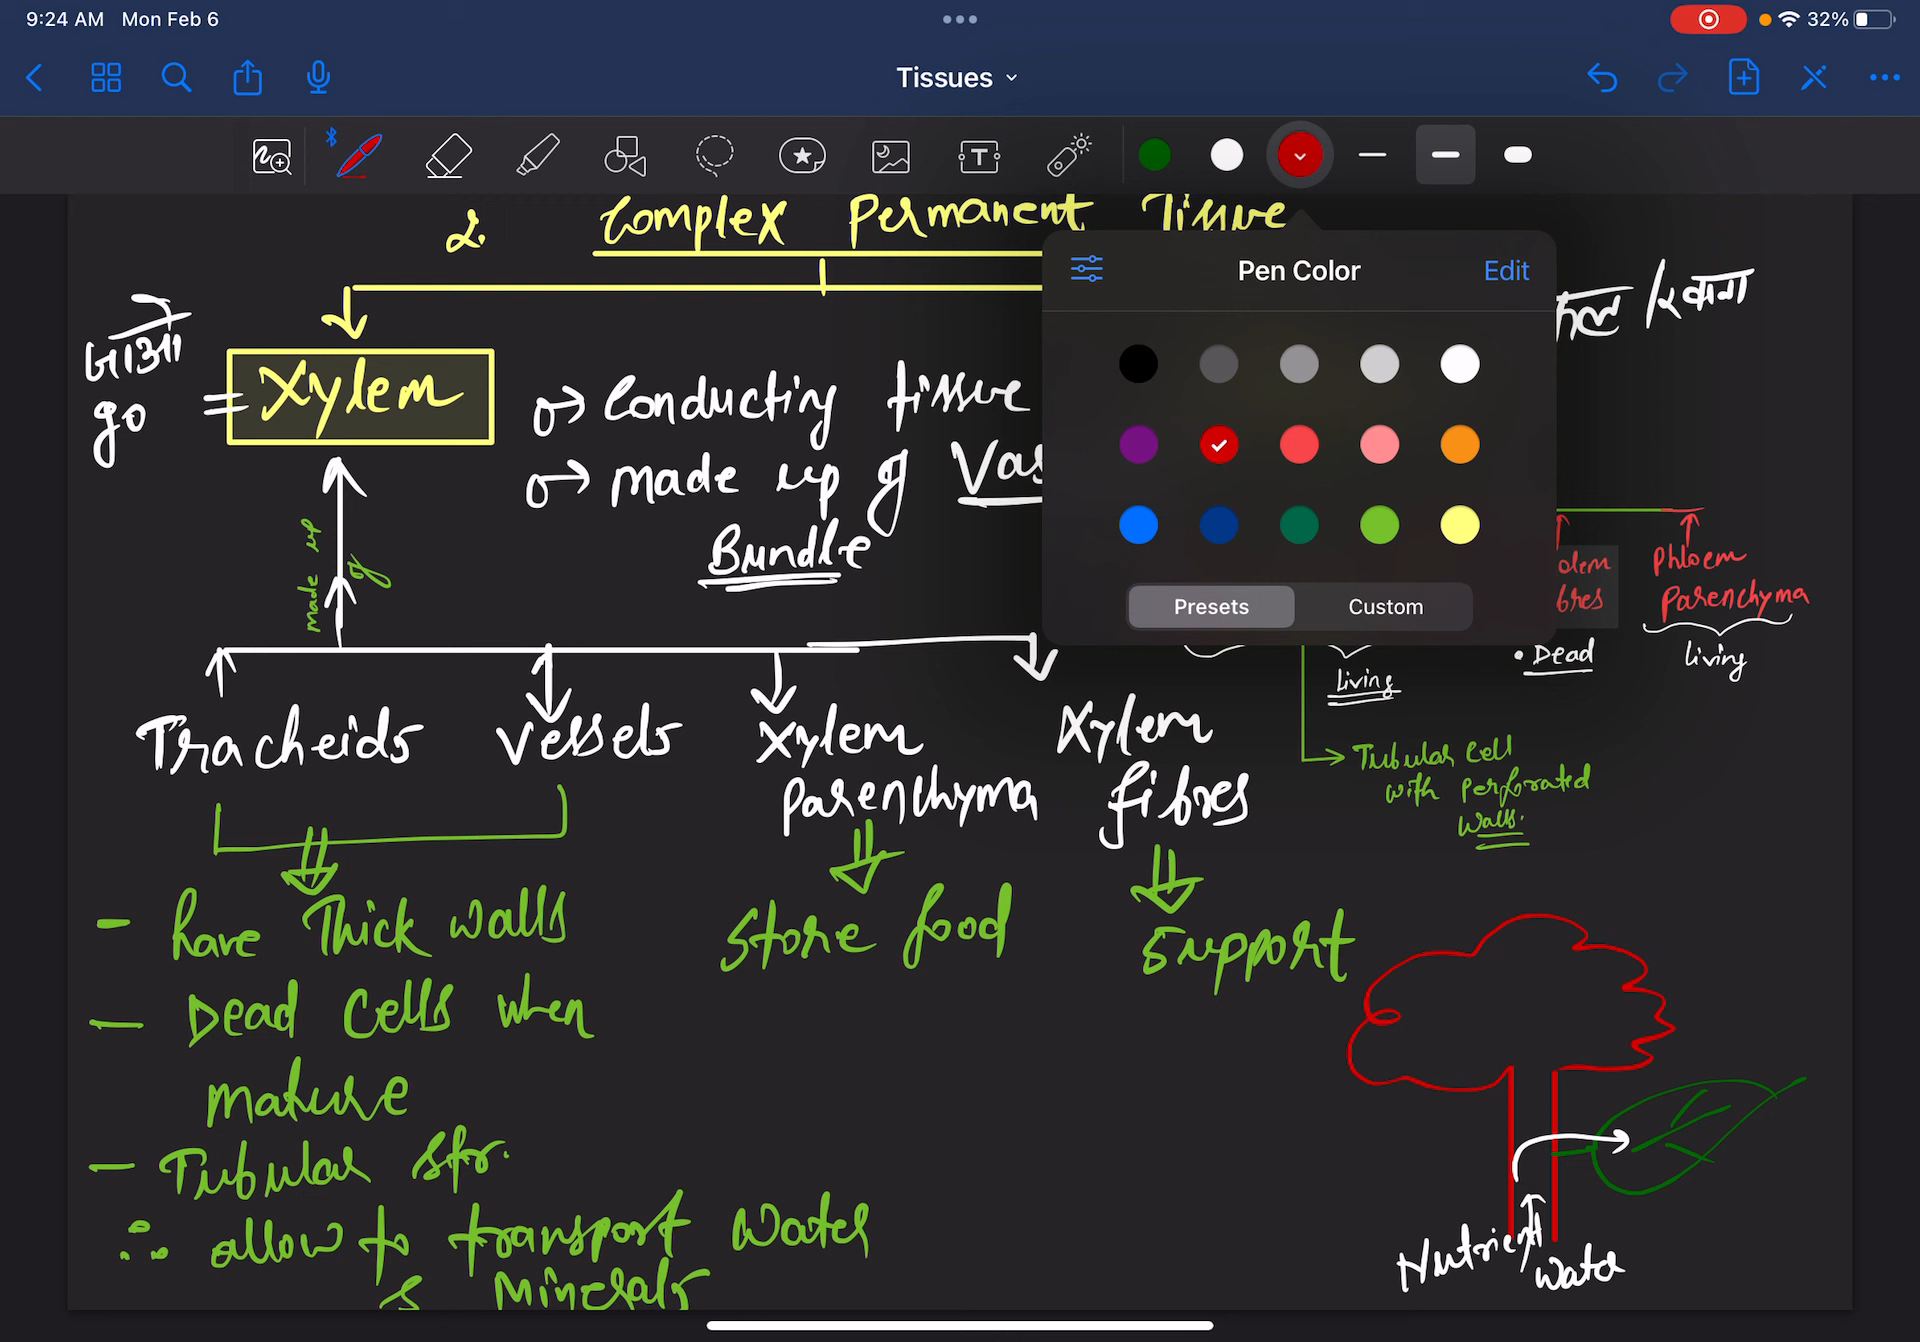 9:24 AM Mon Feb 6
32%
Tissues
T
2. Complex Permanent Tissue
Pen Color
Edit
Presets
Custom
जाओ
go = Xylem
→ Conducting tissue
→ made up of Vas
Bundle
made up of
Phloem
Parenchyma
living
bres
• Dead
Living
Tubular Cell
with Perforated
Walls.
Tracheids
Vessels
Xylem
Parenchyma
Xylem
fibres
- have Thick walls
- Dead Cells when
mature
- Tubular str.
∴ allow to transport water
& Minerals
Store food
Support
Nutrient
water